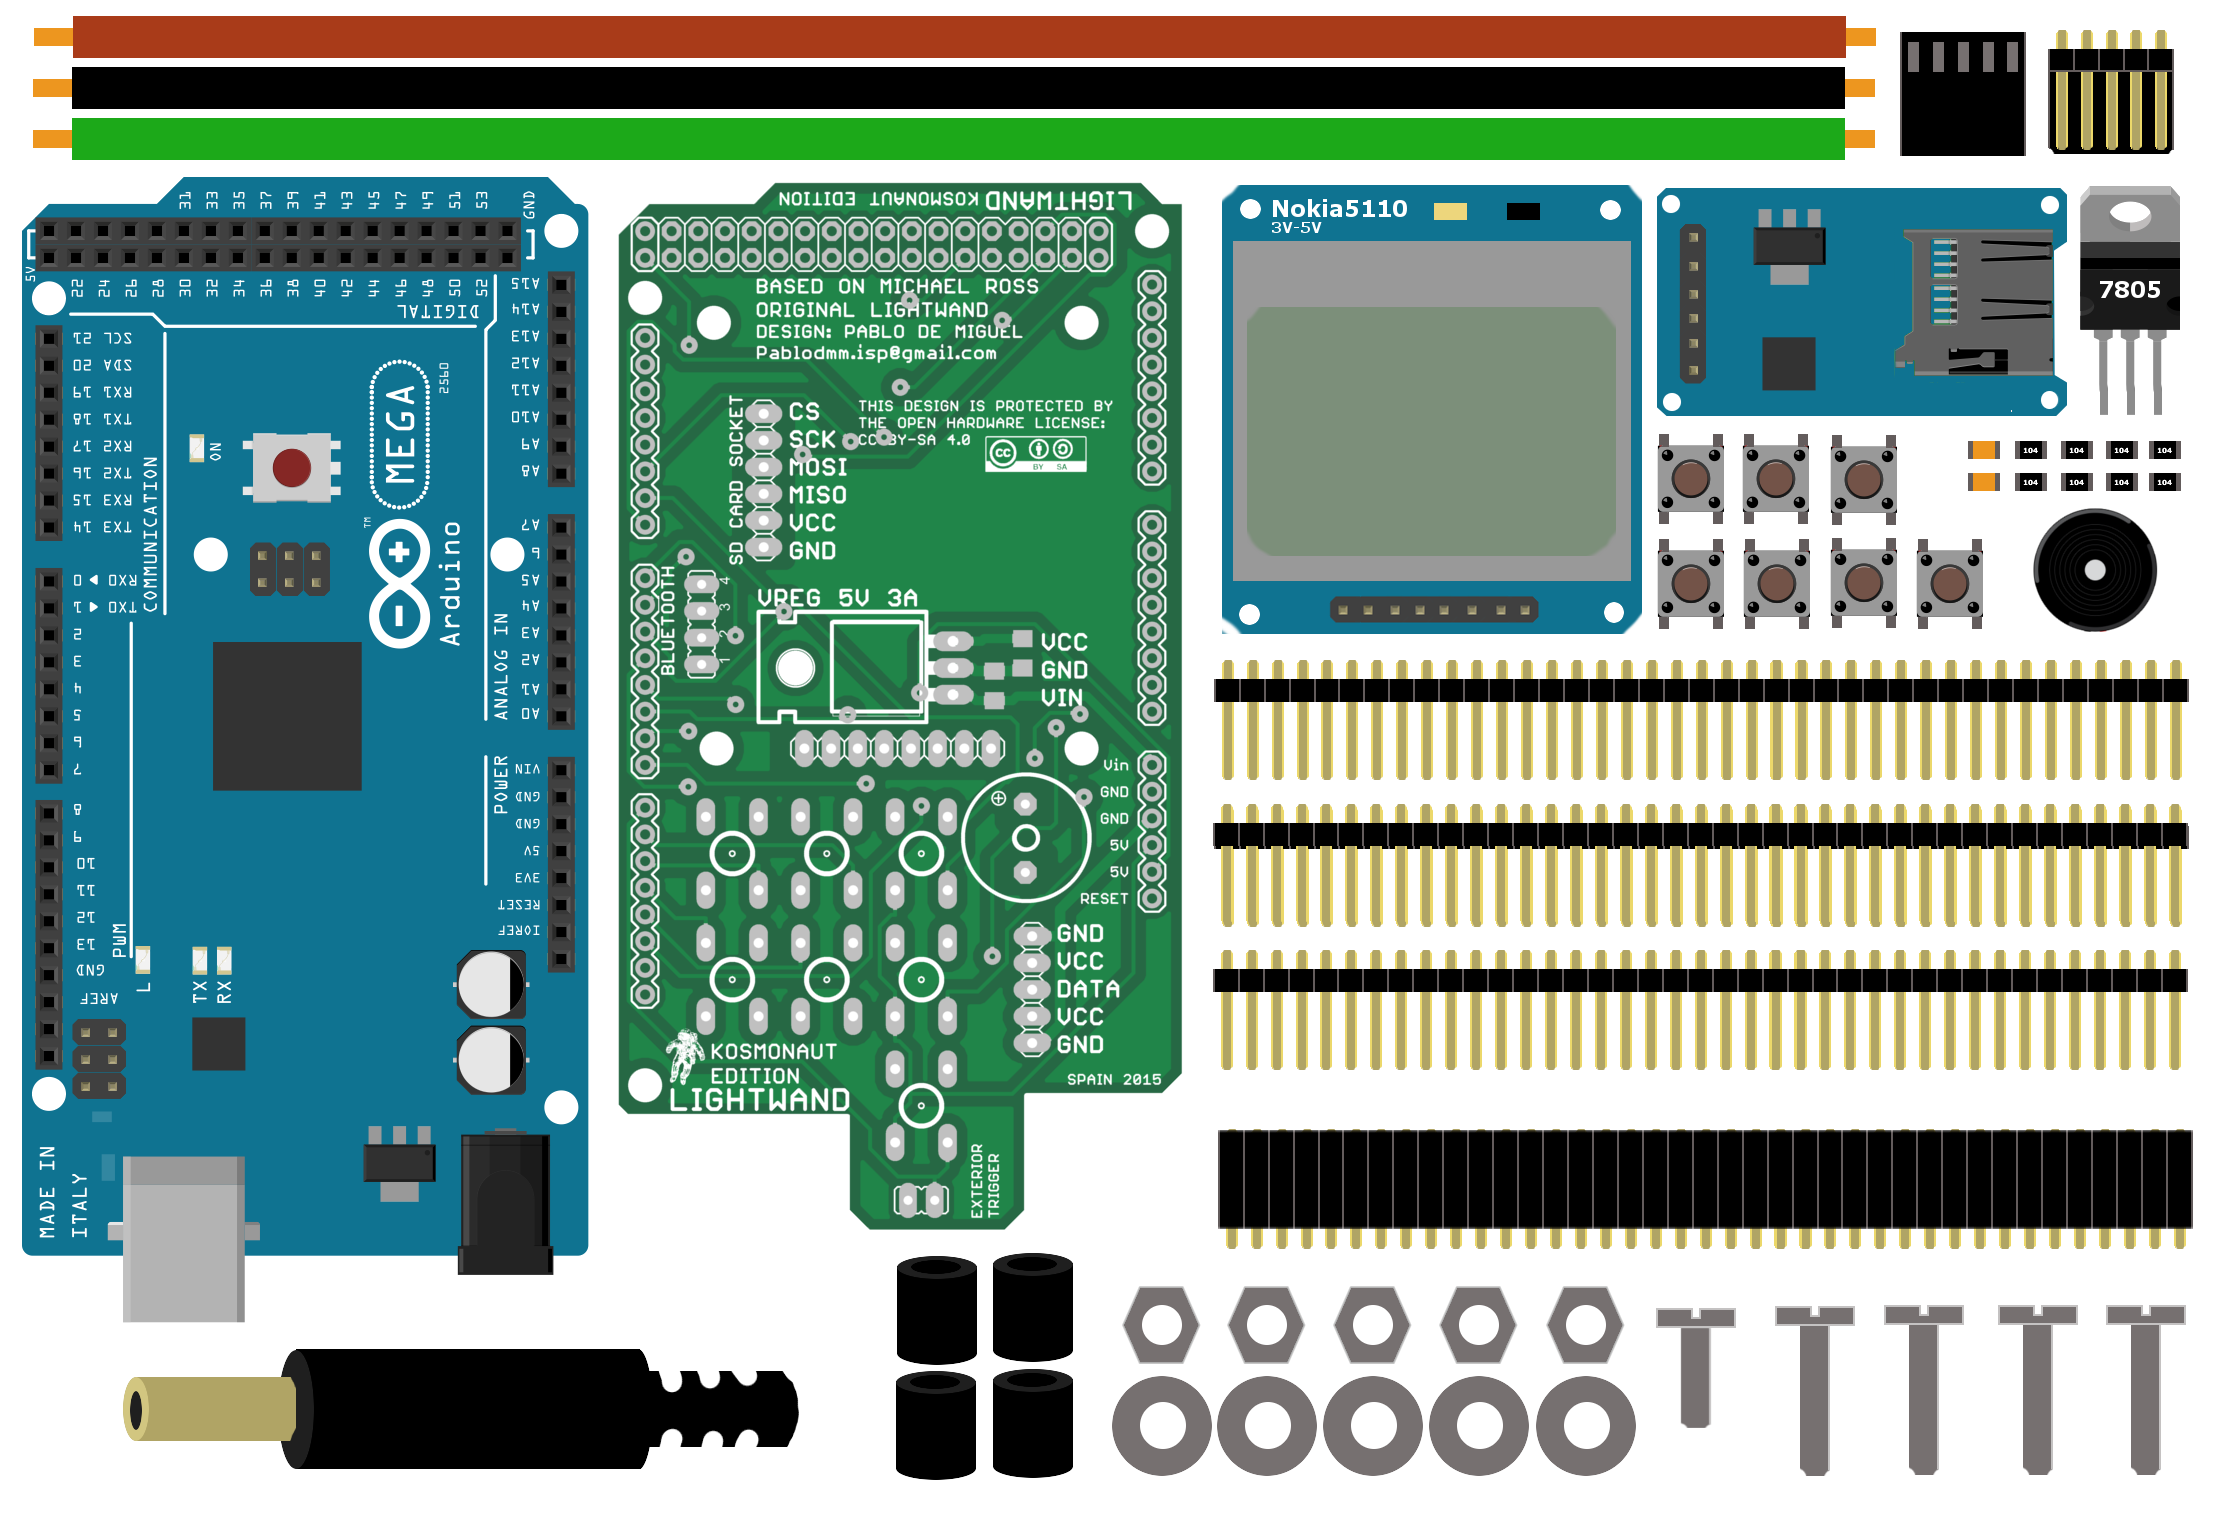 31 33 35 37 39 41 43 45 47 49 51 53 GND
5V
22 24 26 28 30 32 34 36 38 40 42 44 46 48 50 52
DIGITAL
SCL 21
SDA 20
RX1 19
TX1 18
RX2 17
TX2 16
RX3 15
TX3 14
RXD ◀ 0
TXD ▶ 1
COMMUNICATION
2
3
4
5
6
7
8
9
10
11
12
13
GND
AREF
PWM
ON
MEGA
2560
TM
Arduino
A15
A14
A13
A12
A11
A10
A9
A8
A7
6
A5
A4
A3
A2
A1
A0
ANALOG IN
VIN
GND
GND
5V
3V3
RESET
IOREF
POWER
L
TX
RX
MADE IN
ITALY
LIGHTWAND KOSMONAUT EDITION
BASED ON MICHAEL ROSS
ORIGINAL LIGHTWAND
DESIGN: PABLO DE MIGUEL
Pablodmm.isp@gmail.com
THIS DESIGN IS PROTECTED BY
THE OPEN HARDWARE LICENSE:
CC BY-SA 4.0
cc
BY SA
SD CARD SOCKET
CS
SCK
MOSI
MISO
VCC
GND
BLUETOOTH
4
3
2
1
VREG 5V 3A
VCC
GND
VIN
Vin
GND
GND
5V
5V
RESET
GND
VCC
DATA
VCC
GND
KOSMONAUT
EDITION
LIGHTWAND
SPAIN 2015
EXTERIOR
TRIGGER
Nokia5110
3V-5V
7805
104 104 104 104
104 104 104 104